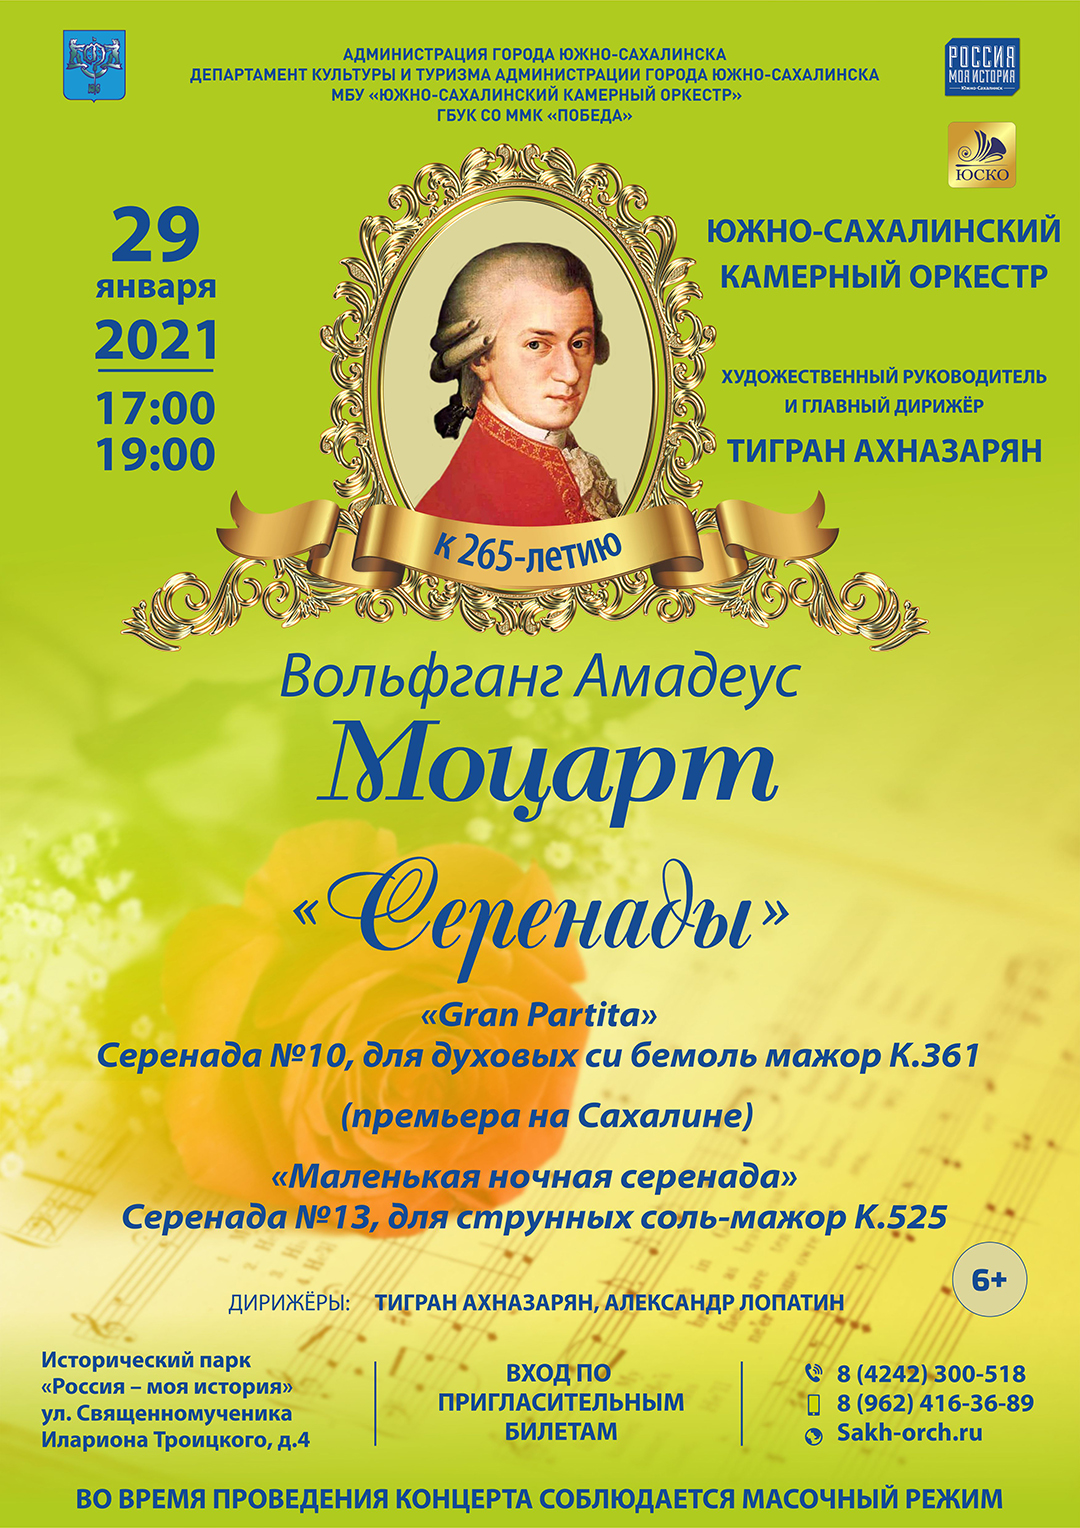 АДМИНИСТРАЦИЯ ГОРОДА ЮЖНО-САХАЛИНСКА
ДЕПАРТАМЕНТ КУЛЬТУРЫ И ТУРИЗМА АДМИНИСТРАЦИИ ГОРОДА ЮЖНО-САХАЛИНСКА
МБУ «ЮЖНО-САХАЛИНСКИЙ КАМЕРНЫЙ ОРКЕСТР»
ГБУК СО ММК «ПОБЕДА»
РОССИЯ
МОЯ ИСТОРИЯ
Южно-Сахалинск
ЮСКО
29
января
2021
17:00
19:00
ЮЖНО-САХАЛИНСКИЙ
КАМЕРНЫЙ ОРКЕСТР
ХУДОЖЕСТВЕННЫЙ РУКОВОДИТЕЛЬ
И ГЛАВНЫЙ ДИРИЖЁР
ТИГРАН АХНАЗАРЯН
к 265-летию
Вольфганг Амадеус
Моцарт
«Серенады»
«Gran Partita»
Серенада №10, для духовых си бемоль мажор К.361
(премьера на Сахалине)
«Маленькая ночная серенада»
Серенада №13, для струнных соль-мажор К.525
6+
ДИРИЖЁРЫ: ТИГРАН АХНАЗАРЯН, АЛЕКСАНДР ЛОПАТИН
Исторический парк
«Россия – моя история»
ул. Священномученика
Илариона Троицкого, д.4
ВХОД ПО
ПРИГЛАСИТЕЛЬНЫМ
БИЛЕТАМ
8 (4242) 300-518
8 (962) 416-36-89
Sakh-orch.ru
ВО ВРЕМЯ ПРОВЕДЕНИЯ КОНЦЕРТА СОБЛЮДАЕТСЯ МАСОЧНЫЙ РЕЖИМ